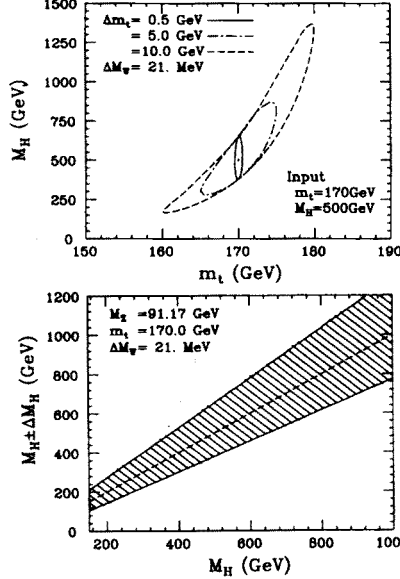 1500
1250
1000
750
500
250
0
M_H (GeV)
Δm_t= 0.5 GeV
= 5.0 GeV
=10.0 GeV
ΔM_W= 21. MeV
Input
m_t=170GeV
M_H=500GeV
150 160 170 180 190
m_t (GeV)
1200
1000
800
600
400
200
0
M_H±ΔM_H (GeV)
M_Z =91.17 GeV
m_t =170.0 GeV
ΔM_W= 21. MeV
200 400 600 800 100
M_H (GeV)